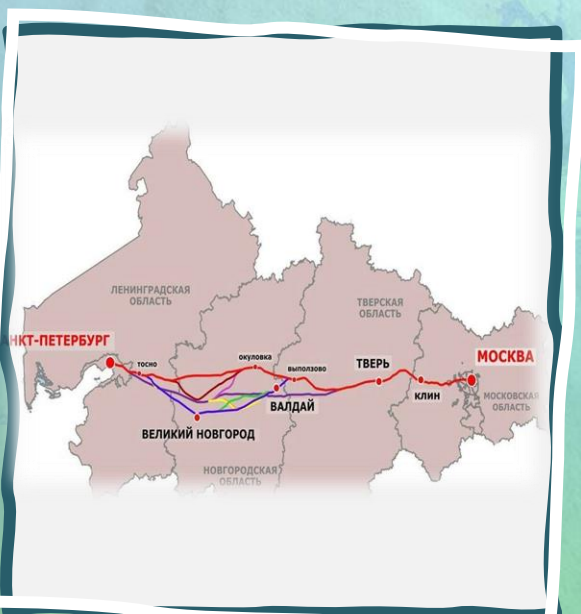 ЛЕНИНГРАДСКАЯ
ОБЛАСТЬ
ТВЕРСКАЯ
ОБЛАСТЬ
НКТ-ПЕТЕРБУРГ
ТОСНО
ОКУЛОВКА
ВЫПОЛЗОВО
ТВЕРЬ
МОСКВА
КЛИН
МОСКОВСКАЯ
ОБЛАСТЬ
ВАЛДАЙ
ВЕЛИКИЙ НОВГОРОД
НОВГОРОДСКАЯ
ОБЛАСТЬ